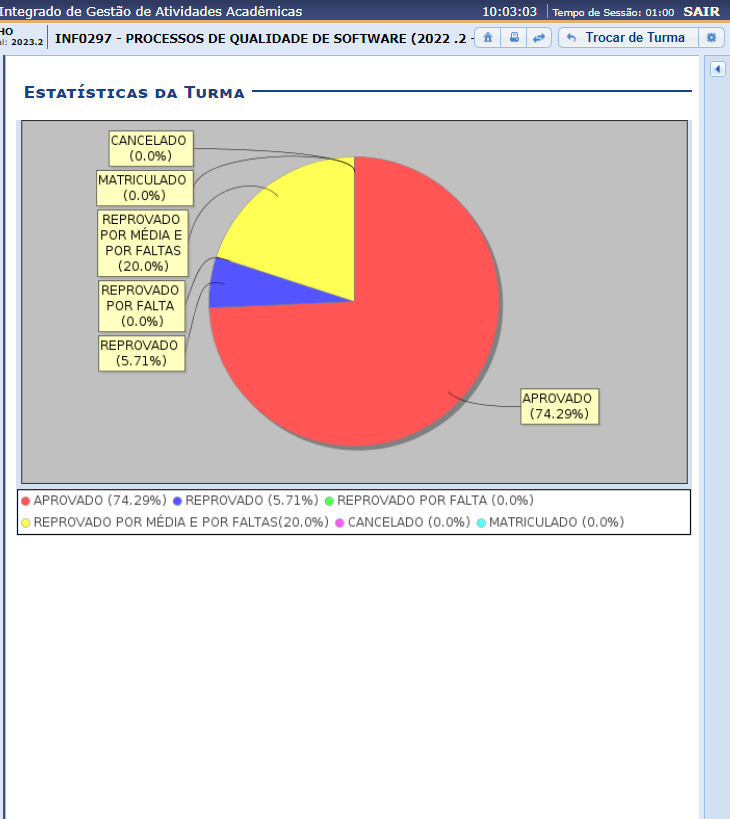 Integrado de Gestão de Atividades Acadêmicas 10:03:03 Tempo de Sessão: 01:00 SAIR
HO
el: 2023.2
INF0297 - PROCESSOS DE QUALIDADE DE SOFTWARE (2022 .2 -
Trocar de Turma
Estatísticas da Turma
CANCELADO
(0.0%)
MATRICULADO
(0.0%)
REPROVADO
POR MÉDIA E
POR FALTAS
(20.0%)
REPROVADO
POR FALTA
(0.0%)
REPROVADO
(5.71%)
APROVADO
(74.29%)
APROVADO (74.29%) REPROVADO (5.71%) REPROVADO POR FALTA (0.0%)
REPROVADO POR MÉDIA E POR FALTAS(20.0%) CANCELADO (0.0%) MATRICULADO (0.0%)